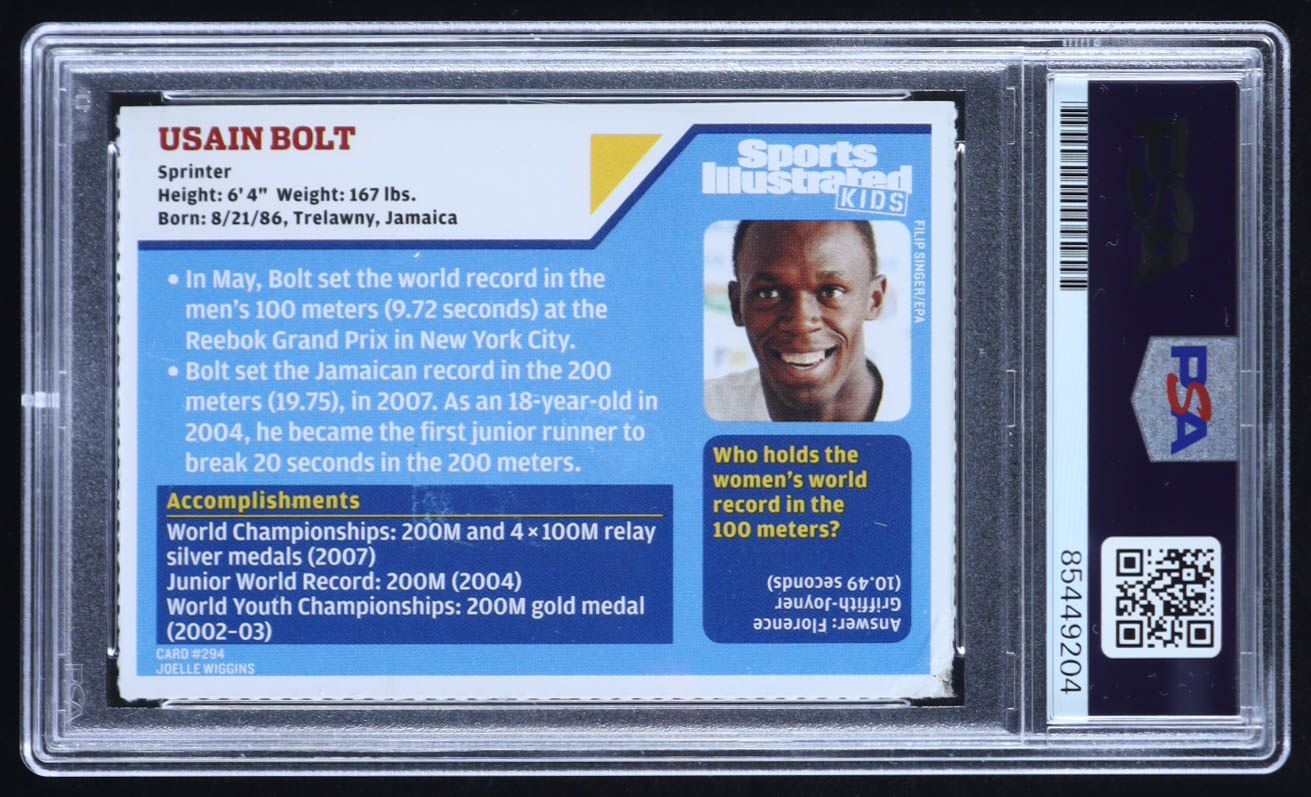 USAIN BOLT
Sprinter
Height: 6'4" Weight: 167 lbs.
Born: 8/21/86, Trelawny, Jamaica
Sports
Illustrated
KIDS
FILIP SINGER/EPA
• In May, Bolt set the world record in the
men's 100 meters (9.72 seconds) at the
Reebok Grand Prix in New York City.
• Bolt set the Jamaican record in the 200
meters (19.75), in 2007. As an 18-year-old in
2004, he became the first junior runner to
break 20 seconds in the 200 meters.
Accomplishments
World Championships: 200M and 4×100M relay
silver medals (2007)
Junior World Record: 200M (2004)
World Youth Championships: 200M gold medal
(2002–03)
CARD #294
JOELLE WIGGINS
Who holds the
women's world
record in the
100 meters?
Answer: Florence
Griffith-Joyner
(10.49 seconds)
PSA
PSA
85449204
PSA